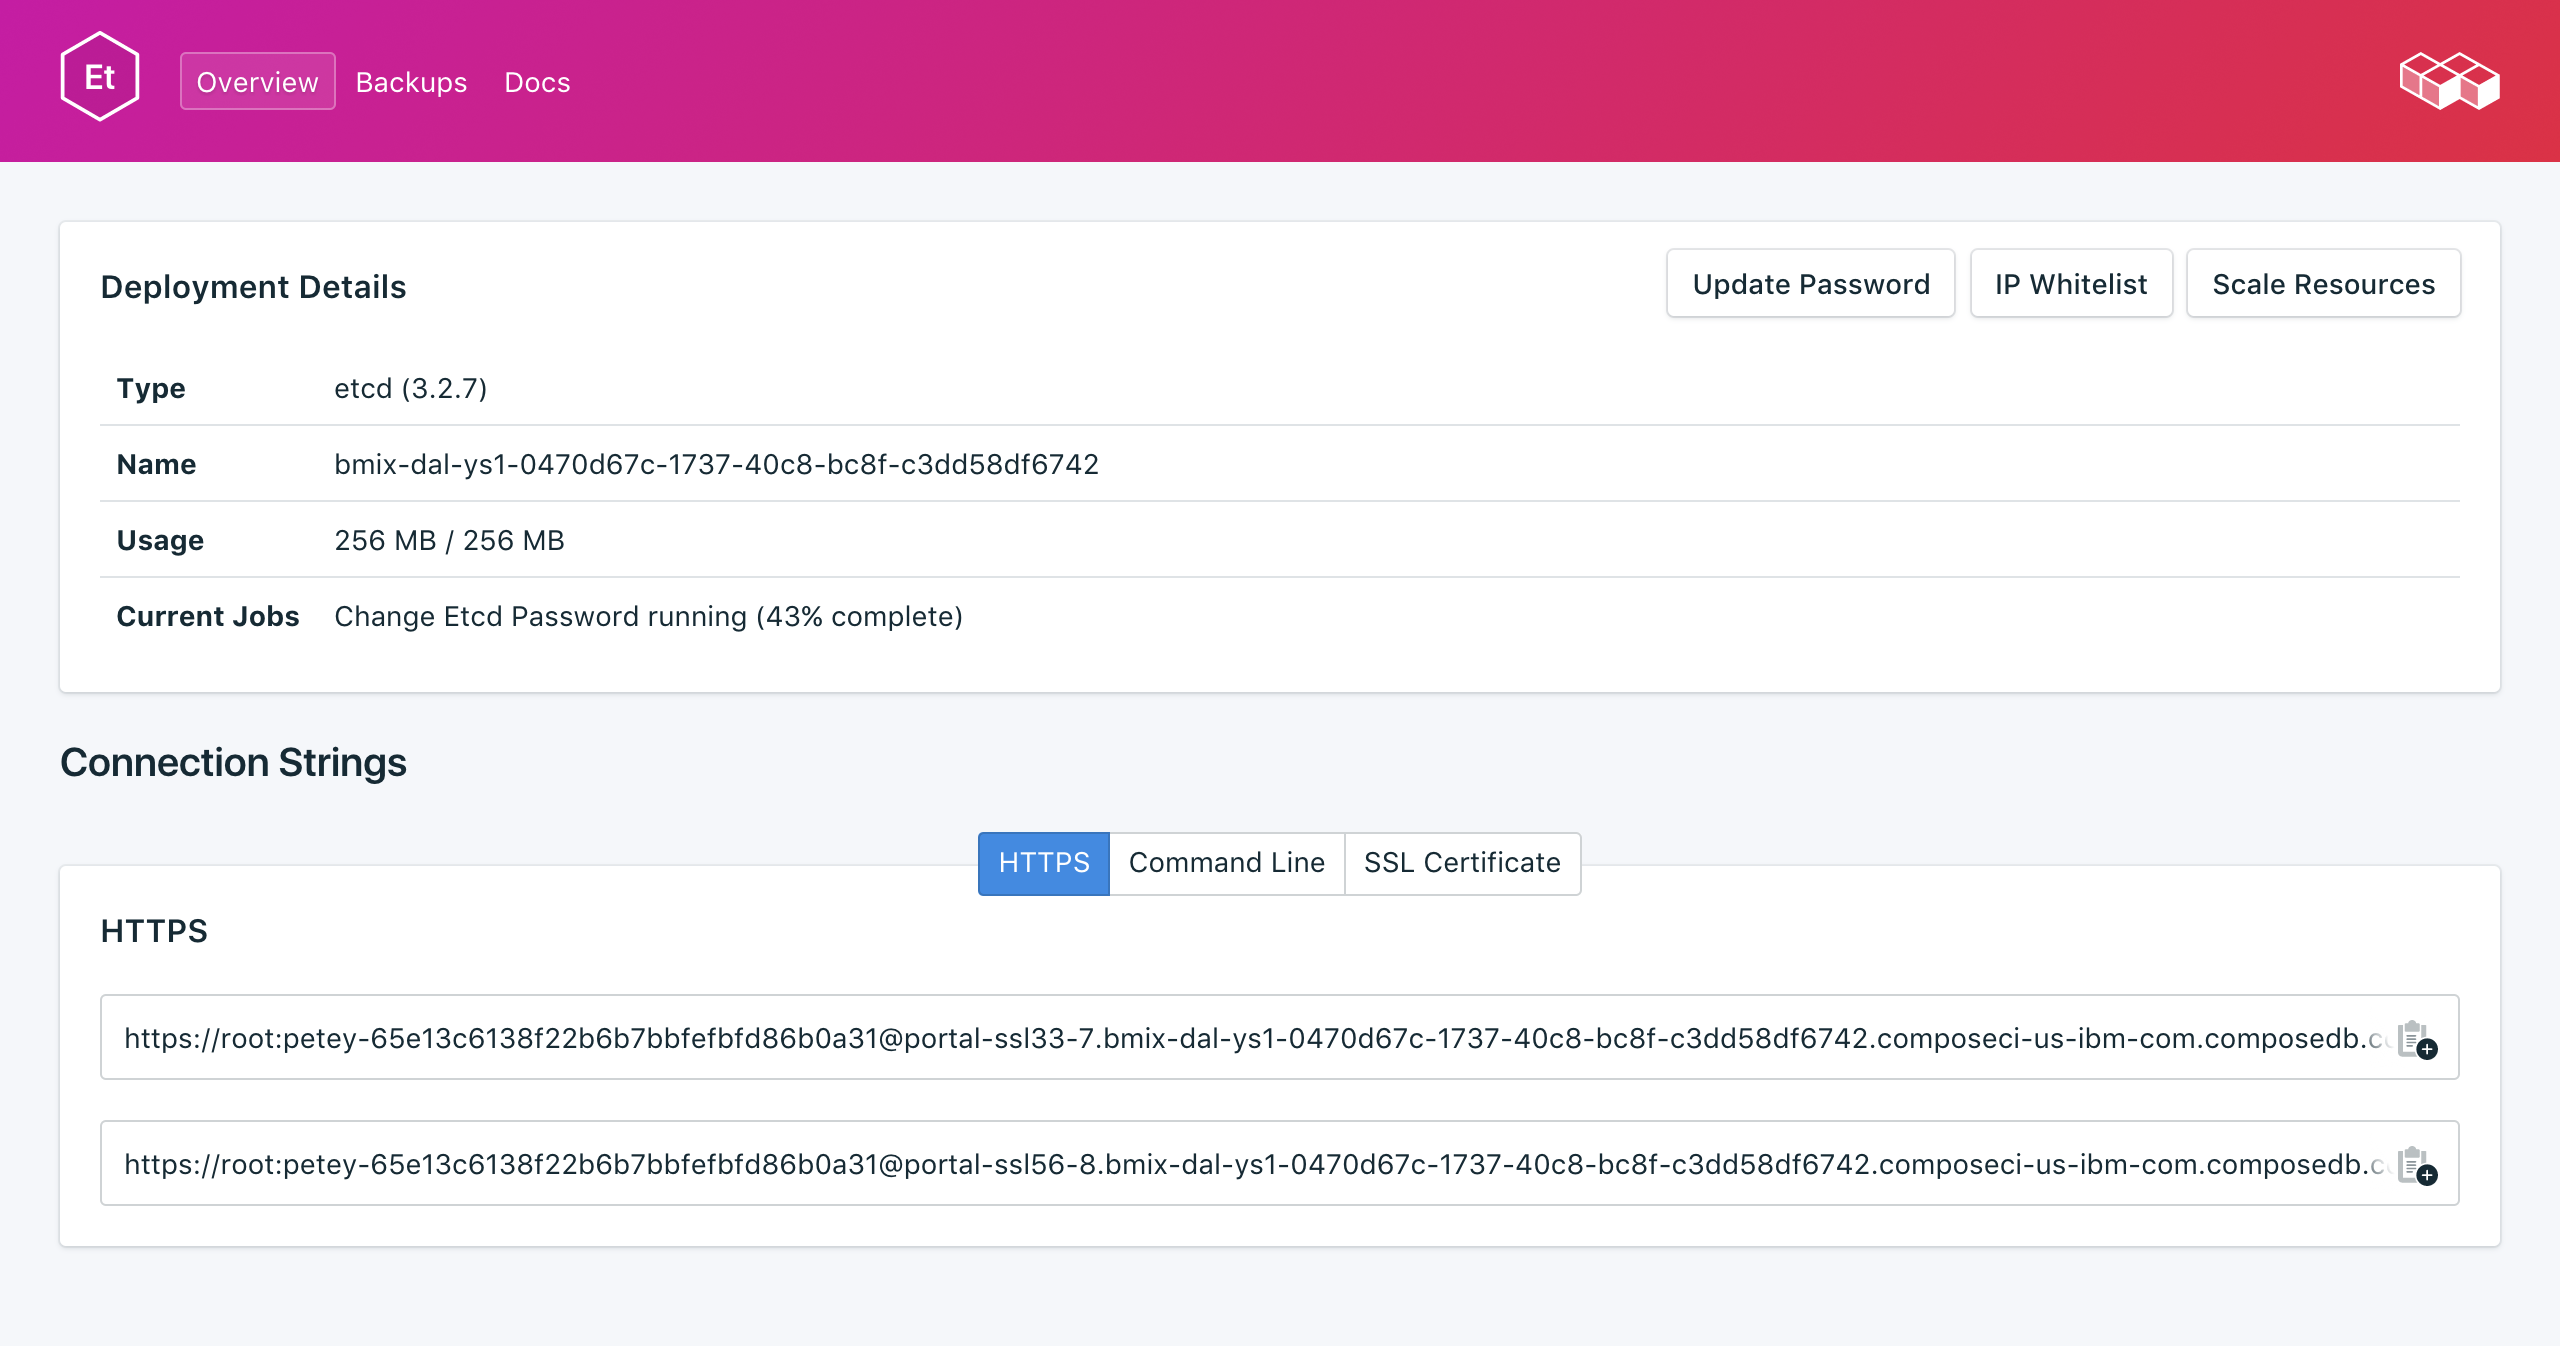 Et Overview Backups Docs
Deployment Details Update Password IP Whitelist Scale Resources
Type etcd (3.2.7)
Name bmix-dal-ys1-0470d67c-1737-40c8-bc8f-c3dd58df6742
Usage 256 MB / 256 MB
Current Jobs Change Etcd Password running (43% complete)
Connection Strings
HTTPS Command Line SSL Certificate
HTTPS
https://root:petey-65e13c6138f22b6b7bbfefbfd86b0a31@portal-ssl33-7.bmix-dal-ys1-0470d67c-1737-40c8-bc8f-c3dd58df6742.composeci-us-ibm-com.composedb.c
https://root:petey-65e13c6138f22b6b7bbfefbfd86b0a31@portal-ssl56-8.bmix-dal-ys1-0470d67c-1737-40c8-bc8f-c3dd58df6742.composeci-us-ibm-com.composedb.c